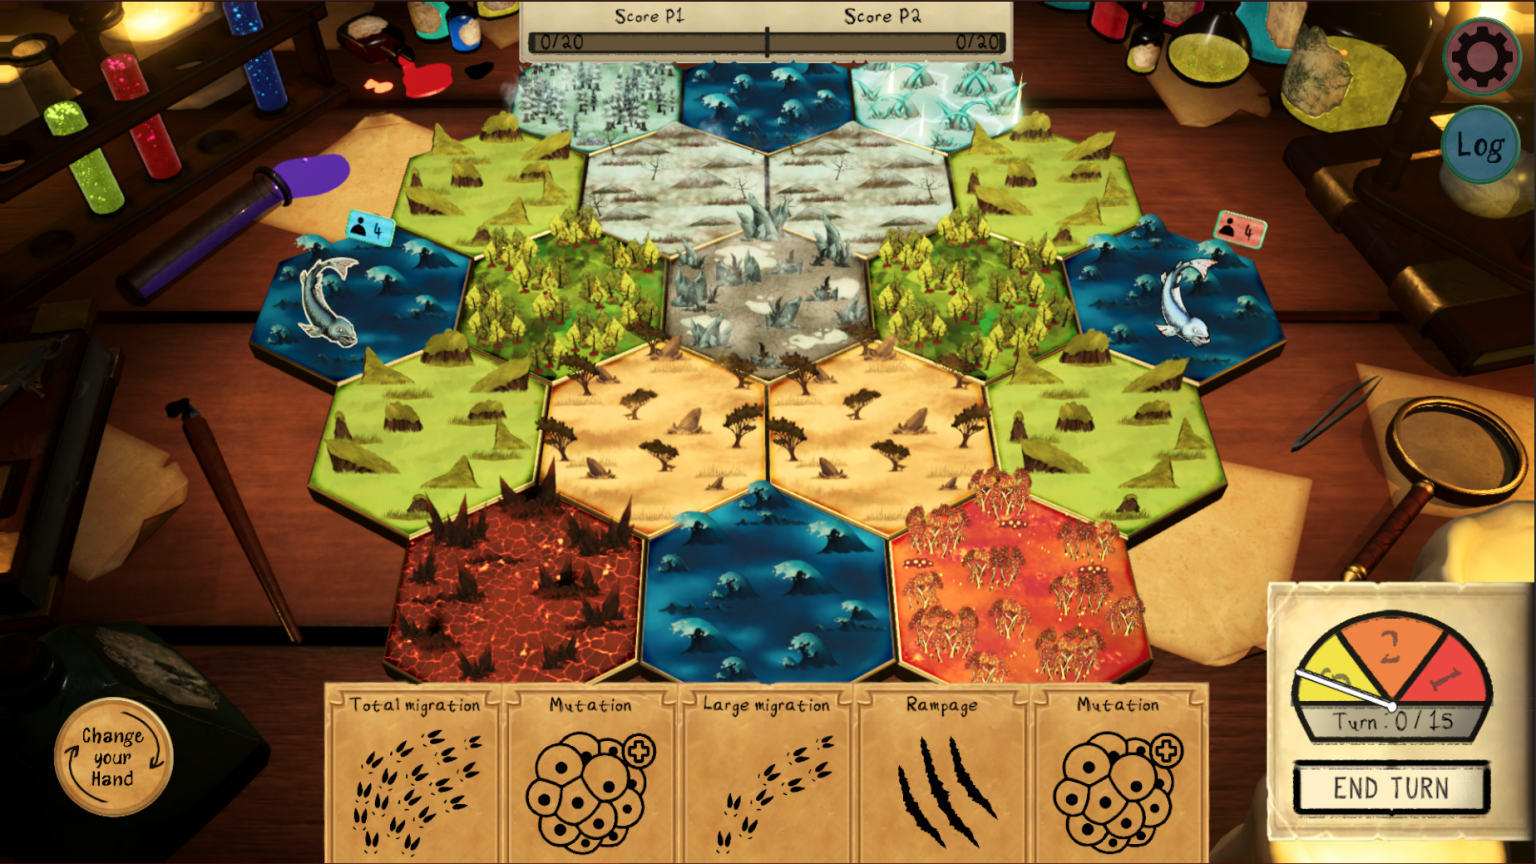 Score P1
Score P2
0/20
0/20
Log
4
4
Total migration
Mutation
Large migration
Rampage
Mutation
Change
your
Hand
3
2
1
Turn : 0 / 15
END TURN